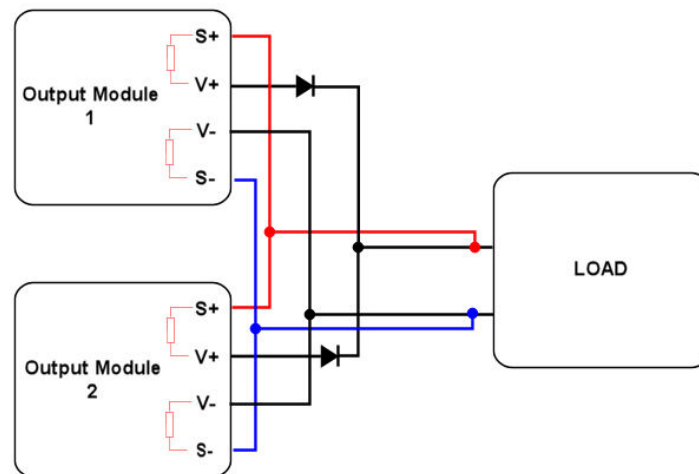 S+
V+
Output Module
1
V-
S-
LOAD
S+
V+
Output Module
2
V-
S-